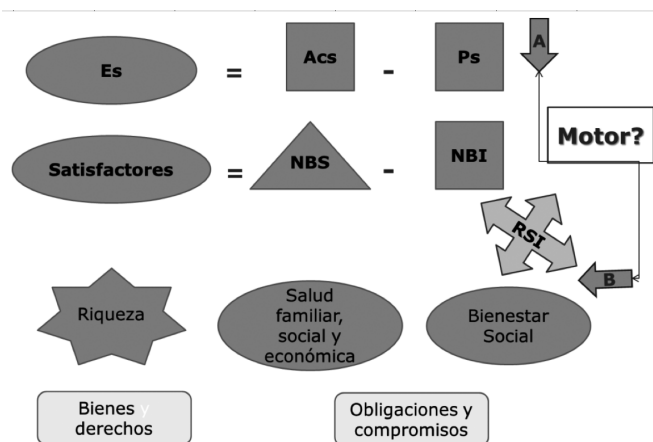 Es = Acs - Ps
A
Motor?
Satisfactores = NBS - NBI
RSI
B
Riqueza
Salud
familiar,
social y
económica
Bienestar
Social
Bienes y
derechos
Obligaciones y
compromisos